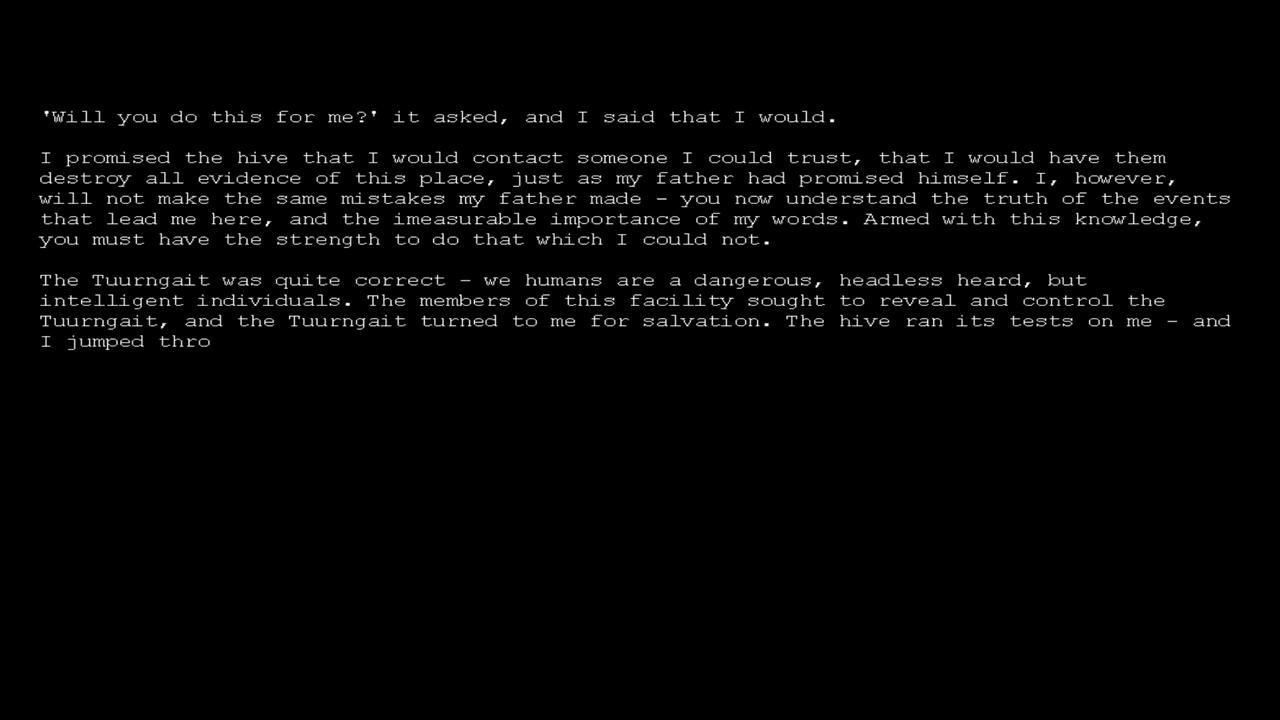 'Will you do this for me?' it asked, and I said that I would.
I promised the hive that I would contact someone I could trust, that I would have them
destroy all evidence of this place, just as my father had promised himself. I, however,
will not make the same mistakes my father made - you now understand the truth of the events
that lead me here, and the imeasurable importance of my words. Armed with this knowledge,
you must have the strength to do that which I could not.
The Tuurngait was quite correct - we humans are a dangerous, headless heard, but
intelligent individuals. The members of this facility sought to reveal and control the
Tuurngait, and the Tuurngait turned to me for salvation. The hive ran its tests on me - and
I jumped thro